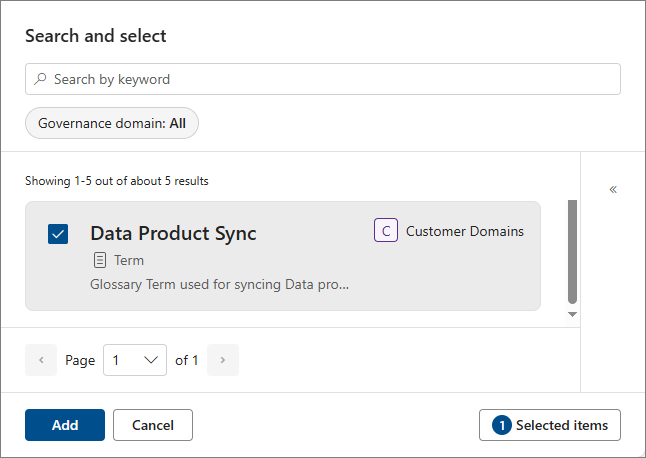 Search and select
Search by keyword
Governance domain: All
Showing 1-5 out of about 5 results
Data Product Sync
C Customer Domains
Term
Glossary Term used for syncing Data pro...
Page 1 of 1
Add Cancel 1 Selected items